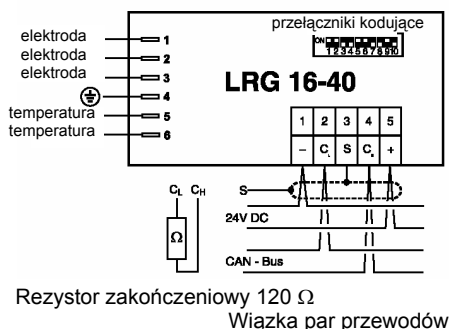 przełączniki kodujące
ON
1 2 3 4 5 6 7 8 9 10
elektroda 1
elektroda 2
elektroda 3
4
temperatura 5
temperatura 6
LRG 16-40
1 2 3 4 5
– CL S CH +
CL CH
S
24V DC
Ω
CAN - Bus
Rezystor zakończeniowy 120 Ω
Wiązka par przewodów